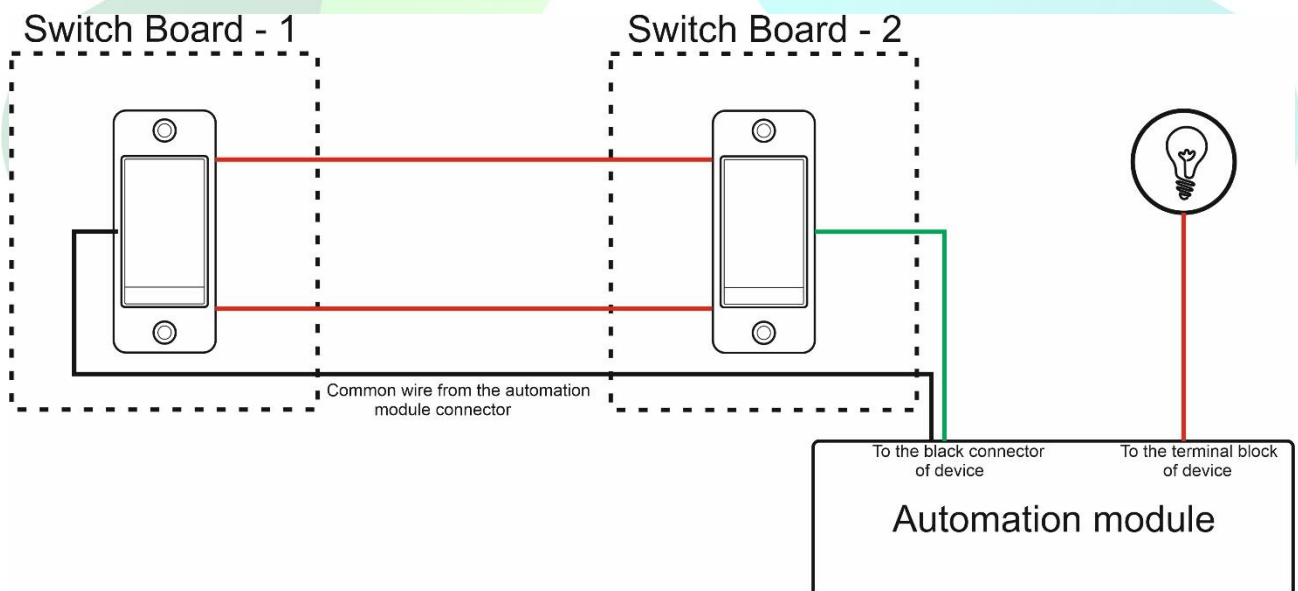 Switch Board - 1
Switch Board - 2
Common wire from the automation
module connector
To the black connector
of device
To the terminal block
of device
Automation module